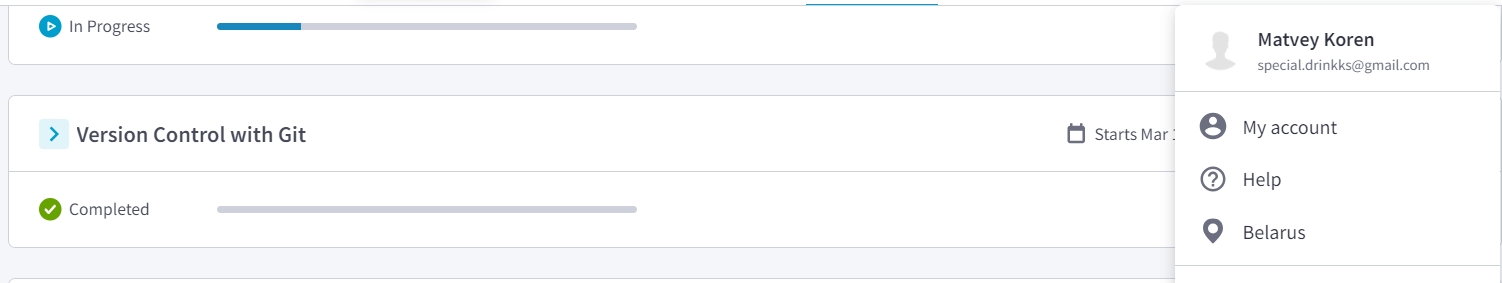 In Progress
Version Control with Git
Starts Mar
Completed
Matvey Koren
special.drinkks@gmail.com
My account
Help
Belarus